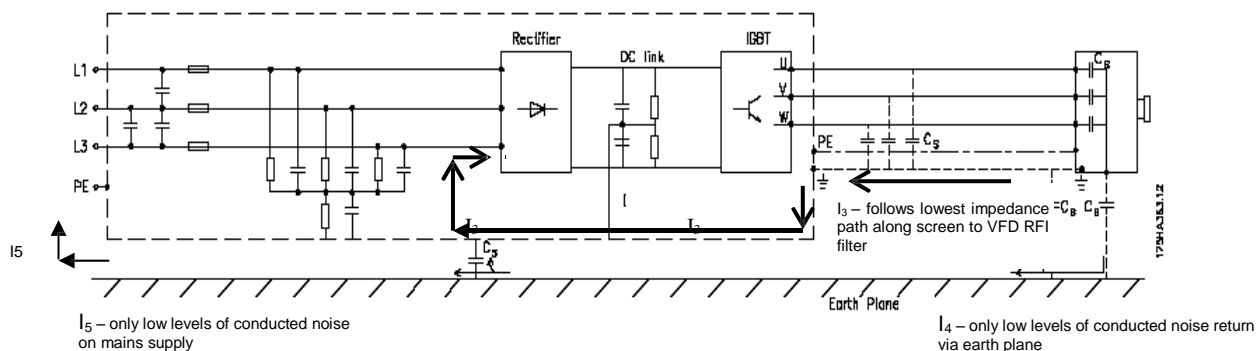 Rectifier
IGBT
DC link
L1
L2
L3
PE
U
V
W
PE
C5
I3 – follows lowest impedance
path along screen to VFD RFI
filter
I5
C5
Earth Plane
I5 – only low levels of conducted noise
on mains supply
I4 – only low levels of conducted noise return
via earth plane